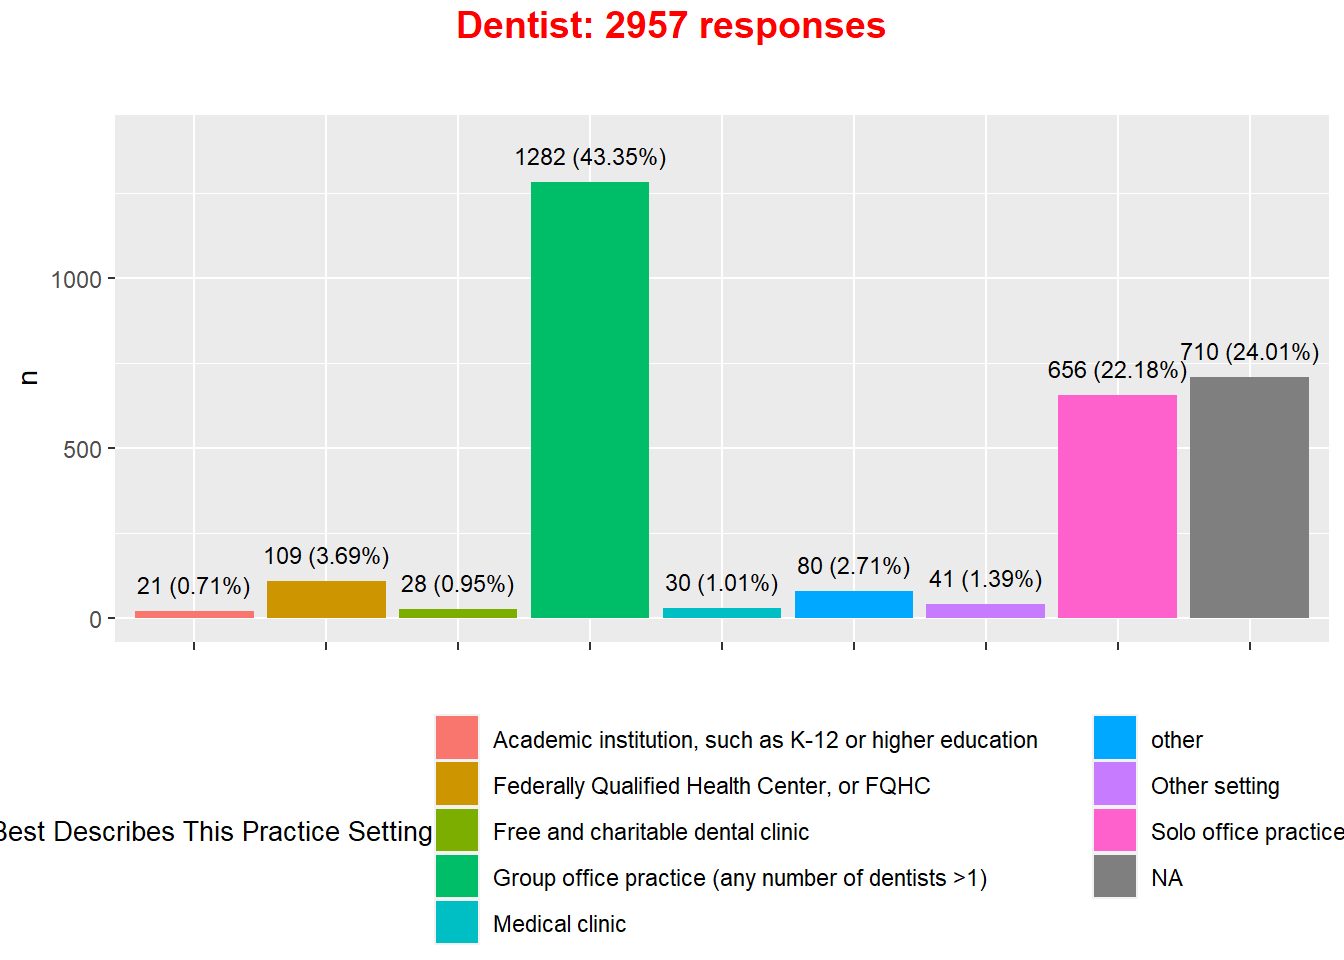 Dentist: 2957 responses
1282 (43.35%)
1000
710 (24.01%)
656 (22.18%)
n
500
109 (3.69%)
80 (2.71%)
21 (0.71%)
28 (0.95%)
30 (1.01%)
41 (1.39%)
0
Academic institution, such as K-12 or higher education
other
Federally Qualified Health Center, or FQHC
Other setting
Best Describes This Practice Setting
Free and charitable dental clinic
Solo office practice
Group office practice (any number of dentists >1)
NA
Medical clinic